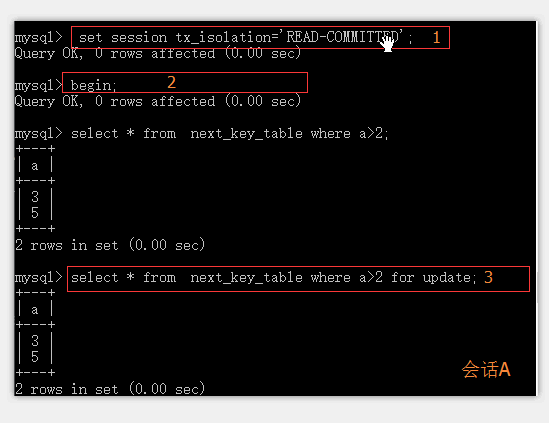 mysql> set session tx_isolation='READ-COMMITTED'; 1
Query OK, 0 rows affected (0.00 sec)
mysql> begin; 2
Query OK, 0 rows affected (0.00 sec)
mysql> select * from  next_key_table where a>2;
+---+
| a |
+---+
| 3 |
| 5 |
+---+
2 rows in set (0.00 sec)
mysql> select * from  next_key_table where a>2 for update; 3
+---+
| a |
+---+
| 3 |
| 5 |
+---+
会话A
2 rows in set (0.00 sec)